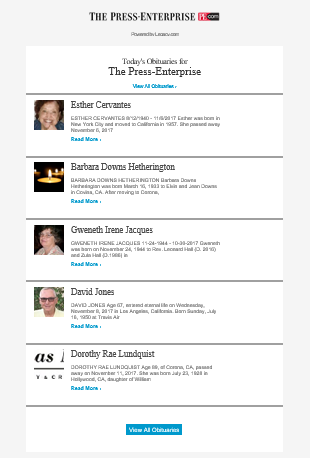 THE PRESS-ENTERPRISE PE.com
Powered by Legacy.com
Today's Obituaries for
The Press-Enterprise
View All Obituaries ›
Esther Cervantes
ESTHER CERVANTES 8/12/1940 - 11/6/2017 Esther was born in
New York City and moved to California in 1957. She passed away
November 6, 2017
Read More ›
Barbara Downs Hetherington
BARBARA DOWNS HETHERINGTON Barbara Downs
Hetherington was born March 16, 1933 to Elvis and Joan Downs
in Covina, CA. After moving to Corona,
Read More ›
Gweneth Irene Jacques
GWENETH IRENE JACQUES 11-24-1944 - 10-09-2017 Gweneth
was born on November 24, 1944 to Rev. Leonard Hall (D. 2016)
and Zula Hall (D.1986) in
Read More ›
David Jones
DAVID JONES Age 67, entered eternal life on Wednesday,
November 8, 2017 in Los Angeles, California. Born Sunday, July
16, 1950 at Travis Air
Read More ›
as I
Y & CR
Dorothy Rae Lundquist
DOROTHY RAE LUNDQUIST Age 89, of Corona, CA, passed
away on November 11, 2017. She was born July 23, 1928 in
Hollywood, CA, daughter of William
Read More ›
View All Obituaries